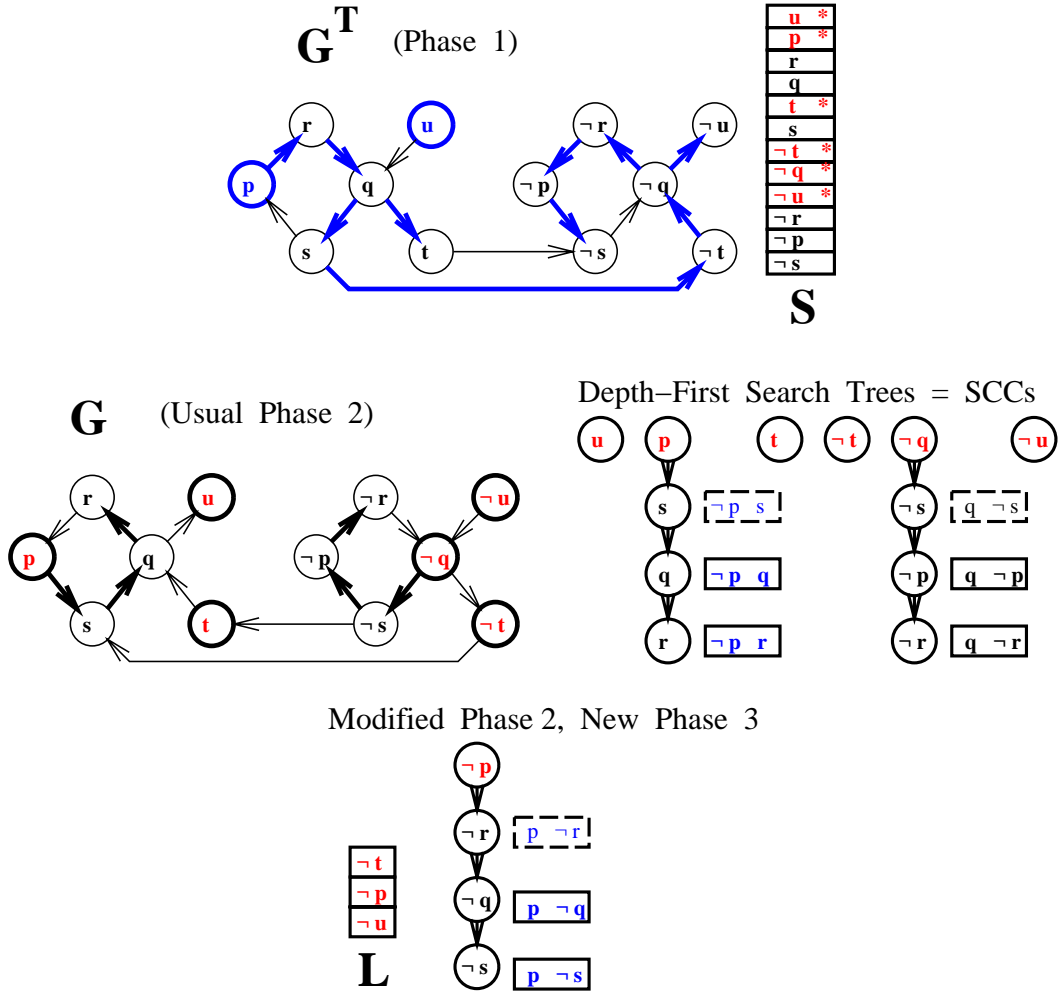 G^T (Phase 1)
u *
p *
r
q
t *
s
¬ t *
¬ q *
¬ u *
¬ r
¬ p
¬ s
S
r u ¬ r ¬ u
p q ¬ p ¬ q
s t ¬ s ¬ t
G (Usual Phase 2)
r u ¬ r ¬ u
p q ¬ p ¬ q
s t ¬ s ¬ t
Depth–First Search Trees = SCCs
u p t ¬ t ¬ q ¬ u
s ¬ p s ¬ s q ¬ s
q ¬ p q ¬ p q ¬ p
r ¬ p r ¬ r q ¬ r
Modified Phase 2, New Phase 3
¬ p
¬ r p ¬ r
¬ q p ¬ q
¬ s p ¬ s
¬ t
¬ p
¬ u
L